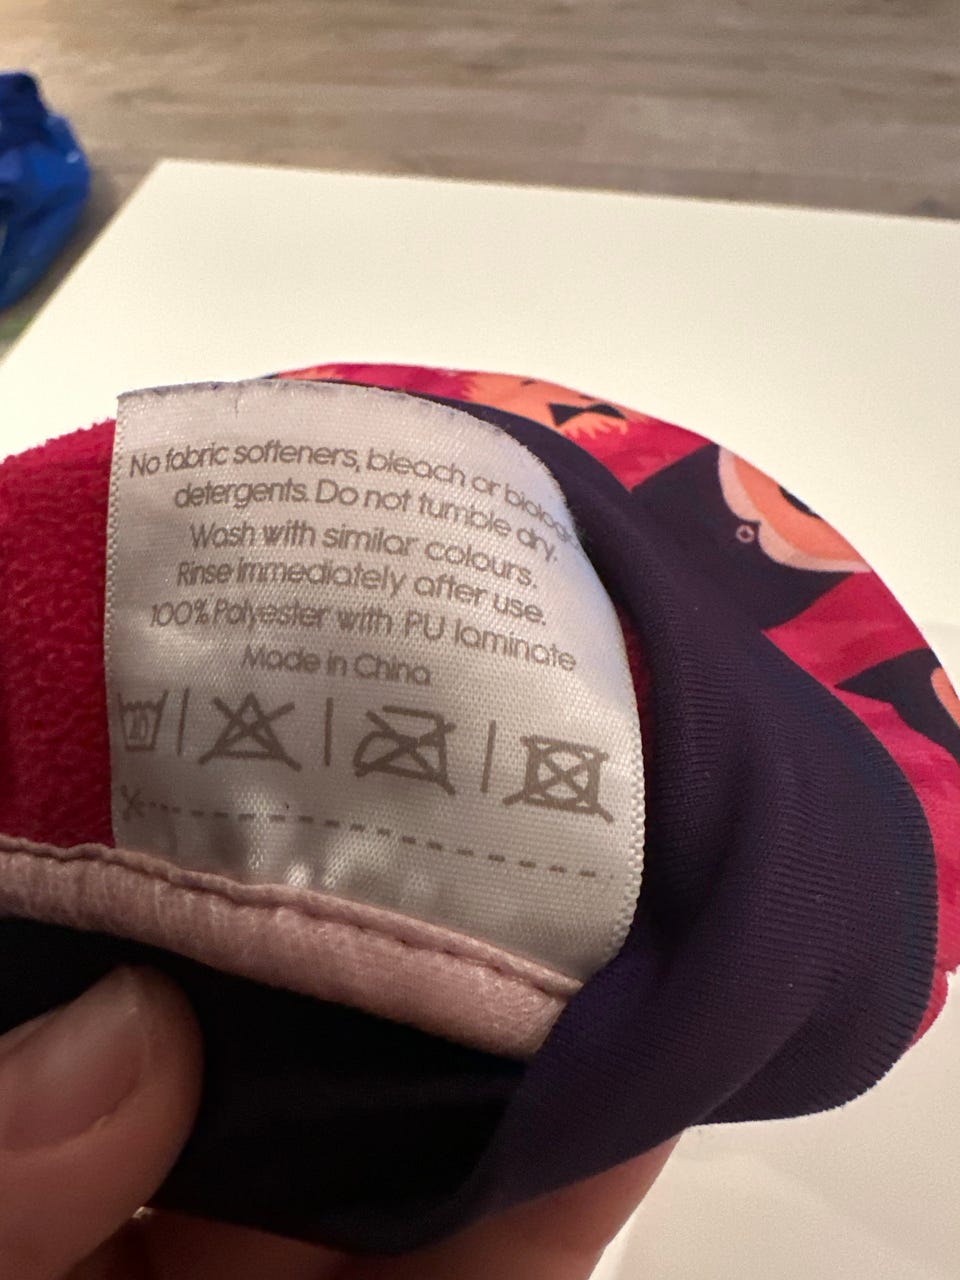 No fabric softeners, bleach or
detergents. Do not tumble dry.
Wash with similar colours.
Rinse immediately after use.
100% Polyester with PU laminate
Made in China